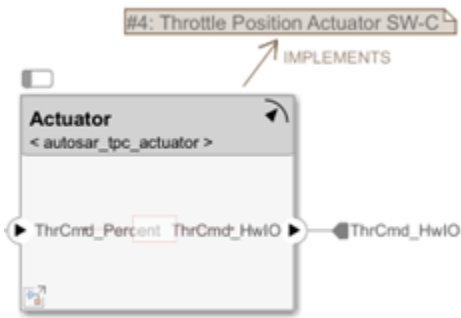 #4: Throttle Position Actuator SW-C
IMPLEMENTS
Actuator
< autosar_tpc_actuator >
ThrCmd_Percent ThrCmd_HwIO ThrCmd_HwIO